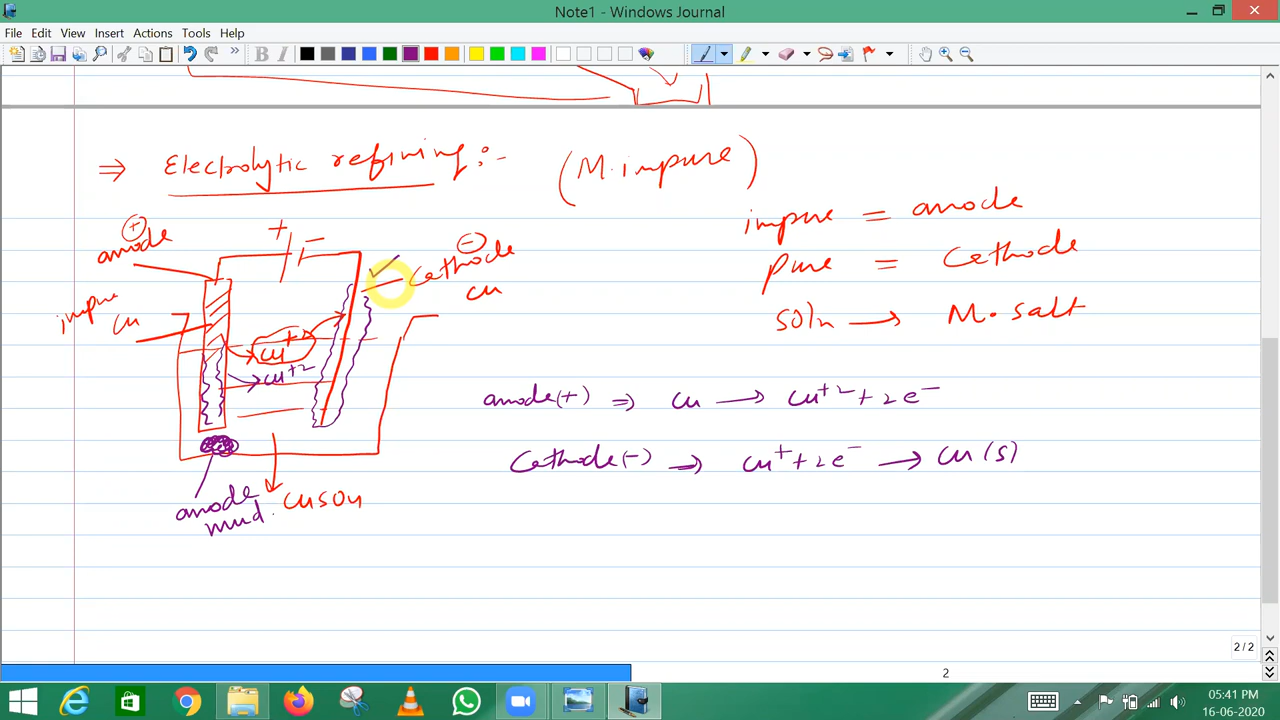 Note1 - Windows Journal
File Edit View Insert Actions Tools Help
⇒ Electrolytic refining :- (M. impure)
impure = anode
pure = Cathode
soln → M. salt
+
anode
+ -
-
Cathode
cu
impure
cu
cu+
cu+2
anode(+) ⇒ cu → cu+2 + 2e-
Cathode(-) ⇒ cu+ + 2e- → cu(s)
anode
mud.
cuso4
2 / 2
2
05:41 PM
16-06-2020